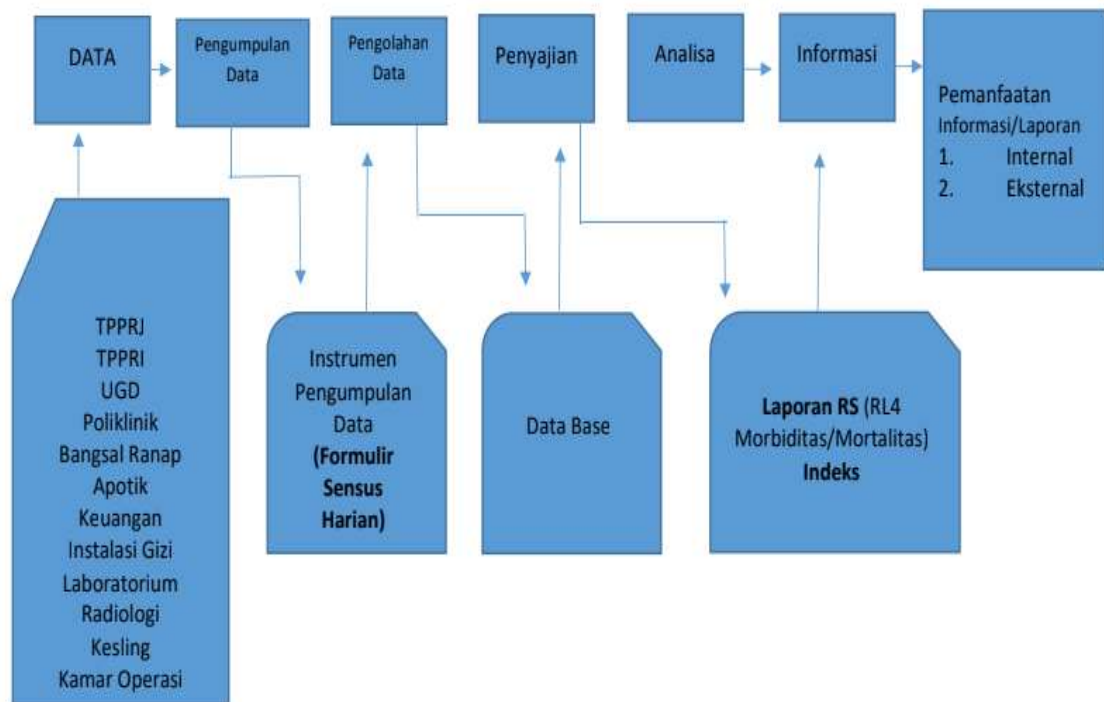 DATA
Pengumpulan
Data
Pengolahan
Data
Penyajian
Analisa
Informasi
Pemanfaatan
Informasi/Laporan
1. Internal
2. Eksternal
TPPRJ
TPPRI
UGD
Poliklinik
Bangsal Ranap
Apotik
Keuangan
Instalasi Gizi
Laboratorium
Radiologi
Kesling
Kamar Operasi
Instrumen
Pengumpulan
Data
(Formulir
Sensus
Harian)
Data Base
Laporan RS (RL4
Morbiditas/Mortalitas)
Indeks